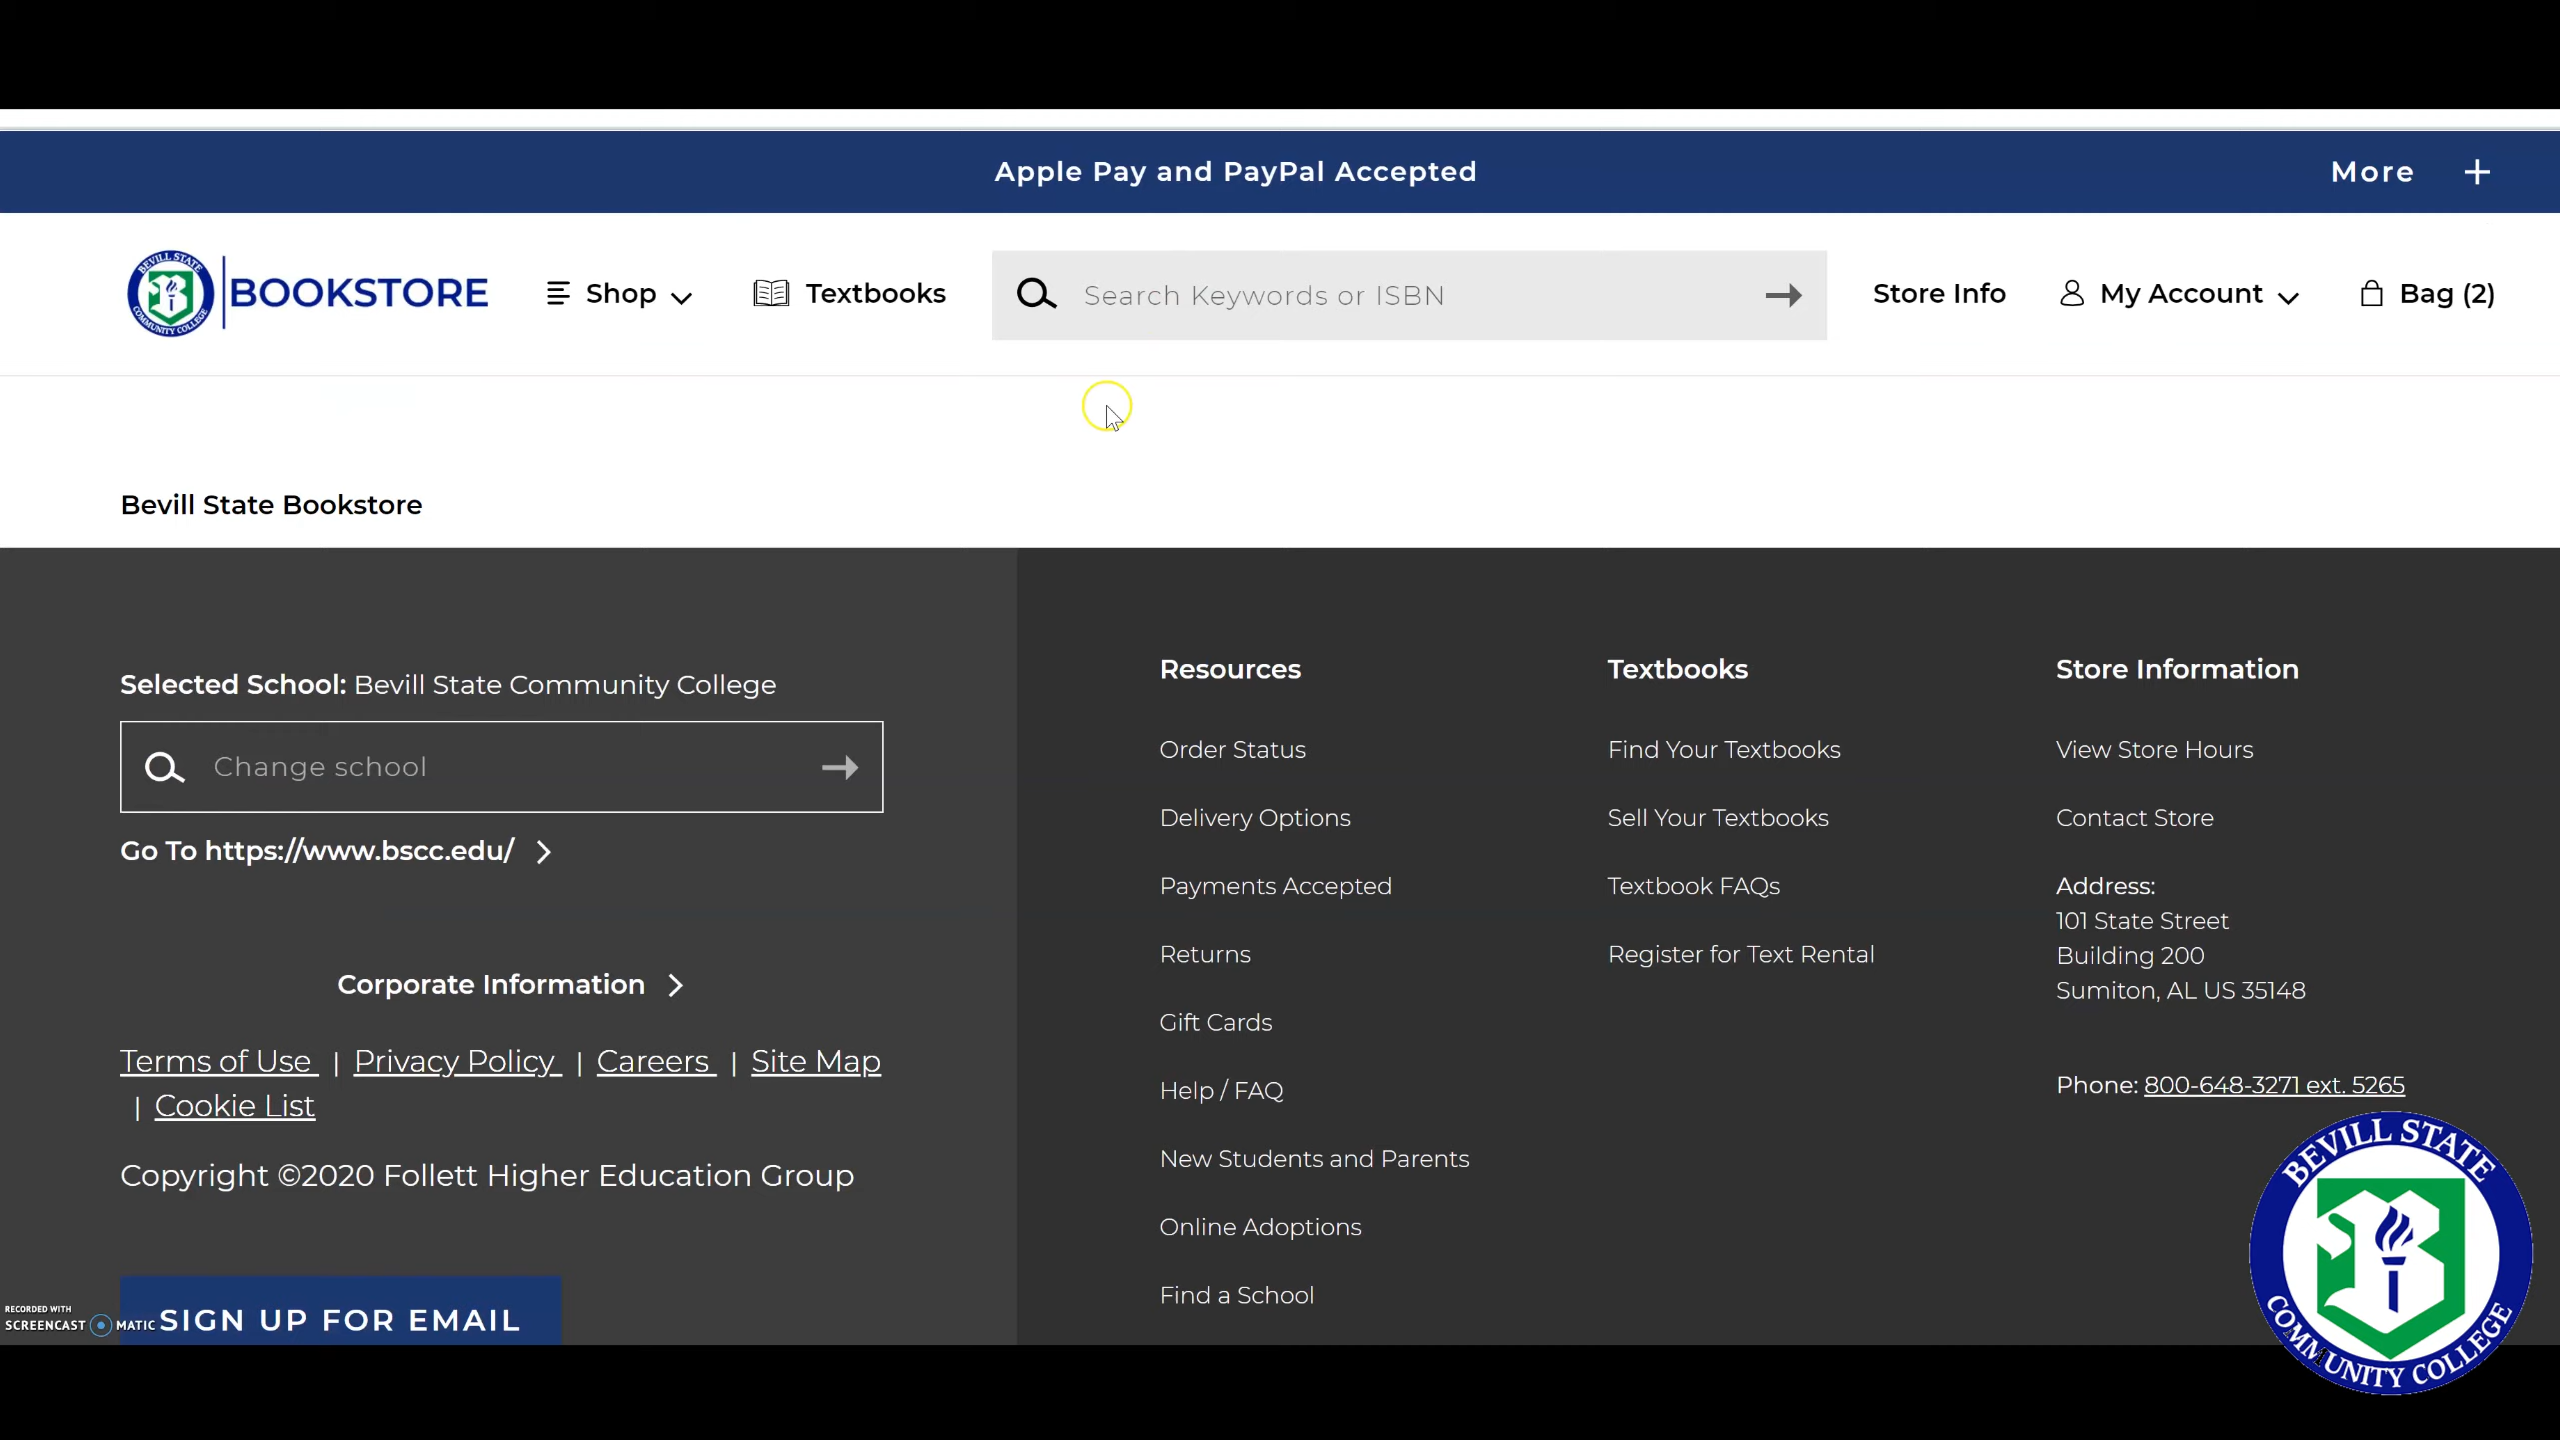 Apple Pay and PayPal Accepted
More
BEVILL STATE
COMMUNITY COLLEGE
BOOKSTORE
Shop
Textbooks
Search Keywords or ISBN
Store Info
My Account
Bag (2)
Bevill State Bookstore
Selected School: Bevill State Community College
Change school
Go To https://www.bscc.edu/
Corporate Information
Terms of Use | Privacy Policy | Careers | Site Map
| Cookie List
Copyright ©2020 Follett Higher Education Group
SIGN UP FOR EMAIL
RECORDED WITH
SCREENCAST MATIC
Resources
Order Status
Delivery Options
Payments Accepted
Returns
Gift Cards
Help / FAQ
New Students and Parents
Online Adoptions
Find a School
Textbooks
Find Your Textbooks
Sell Your Textbooks
Textbook FAQs
Register for Text Rental
Store Information
View Store Hours
Contact Store
Address:
101 State Street
Building 200
Sumiton, AL US 35148
Phone: 800-648-3271 ext. 5265
BEVILL STATE
COMMUNITY COLLEGE